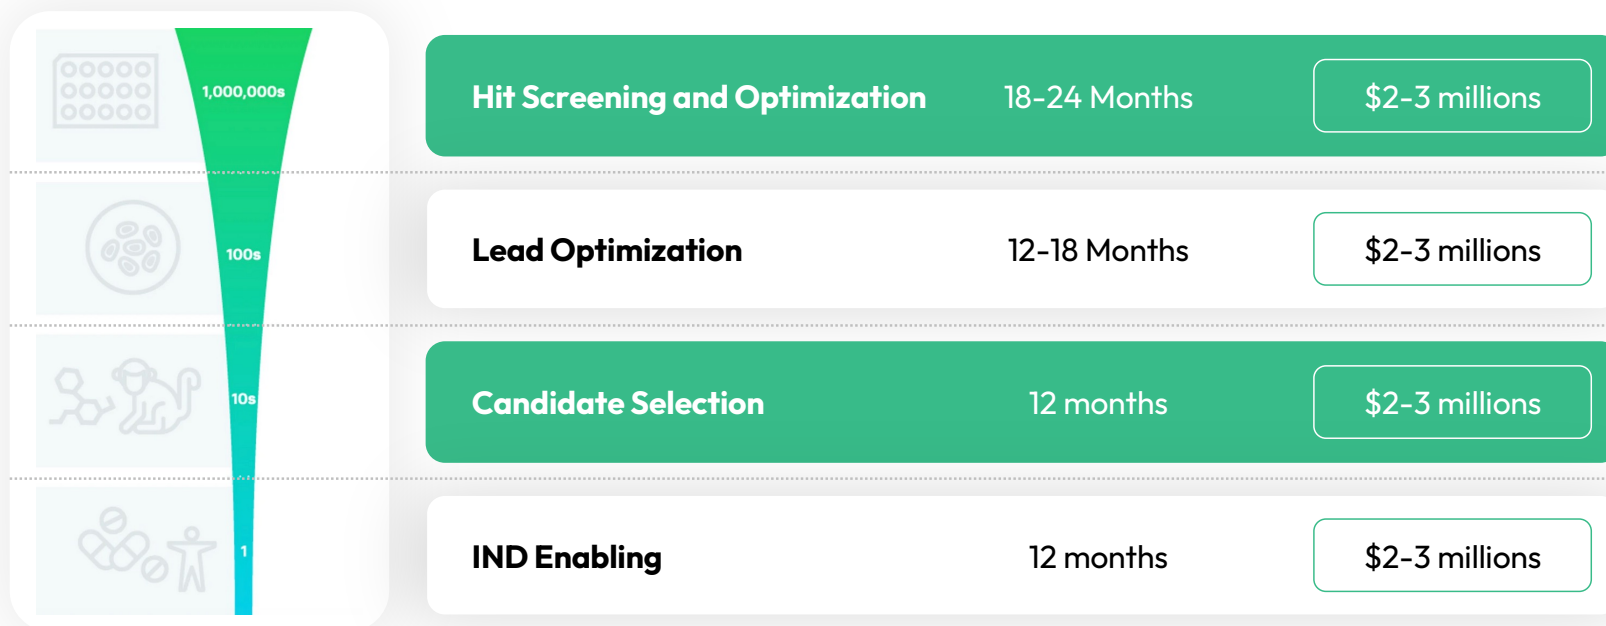 1,000,000s
Hit Screening and Optimization 18-24 Months $2-3 millions
100s
Lead Optimization 12-18 Months $2-3 millions
10s
Candidate Selection 12 months $2-3 millions
1
IND Enabling 12 months $2-3 millions